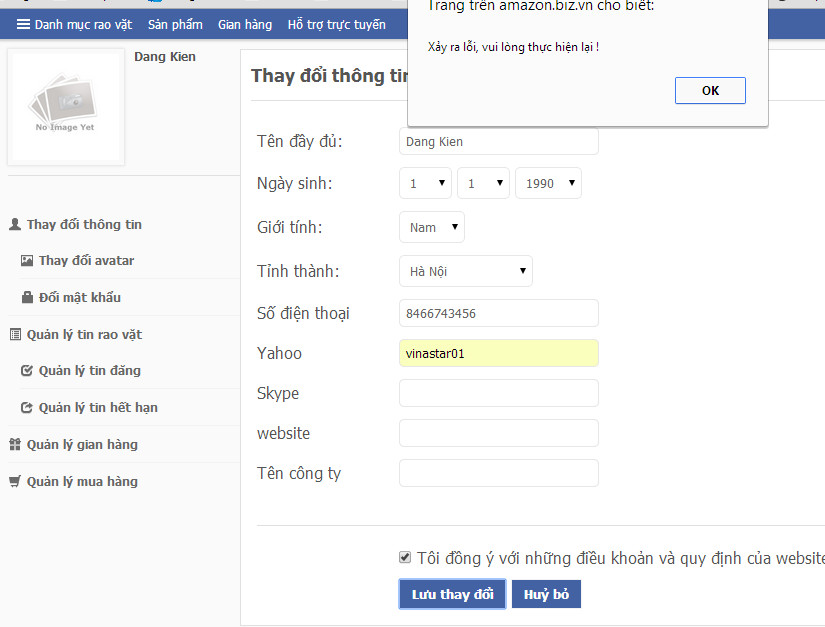 Trang trên amazon.biz.vn cho biết:
Danh mục rao vặt Sản phẩm Gian hàng Hỗ trợ trực tuyến
Xảy ra lỗi, vui lòng thực hiện lại !
OK
No Image Yet
Dang Kien
Thay đổi thông tin
Tên đầy đủ: Dang Kien
Ngày sinh: 1 1 1990
Giới tính: Nam
Tỉnh thành: Hà Nội
Số điện thoại 8466743456
Yahoo vinastar01
Skype
website
Tên công ty
Thay đổi thông tin
Thay đổi avatar
Đổi mật khẩu
Quản lý tin rao vặt
Quản lý tin đăng
Quản lý tin hết hạn
Quản lý gian hàng
Quản lý mua hàng
Tôi đồng ý với những điều khoản và quy định của website
Lưu thay đổi Huỷ bỏ